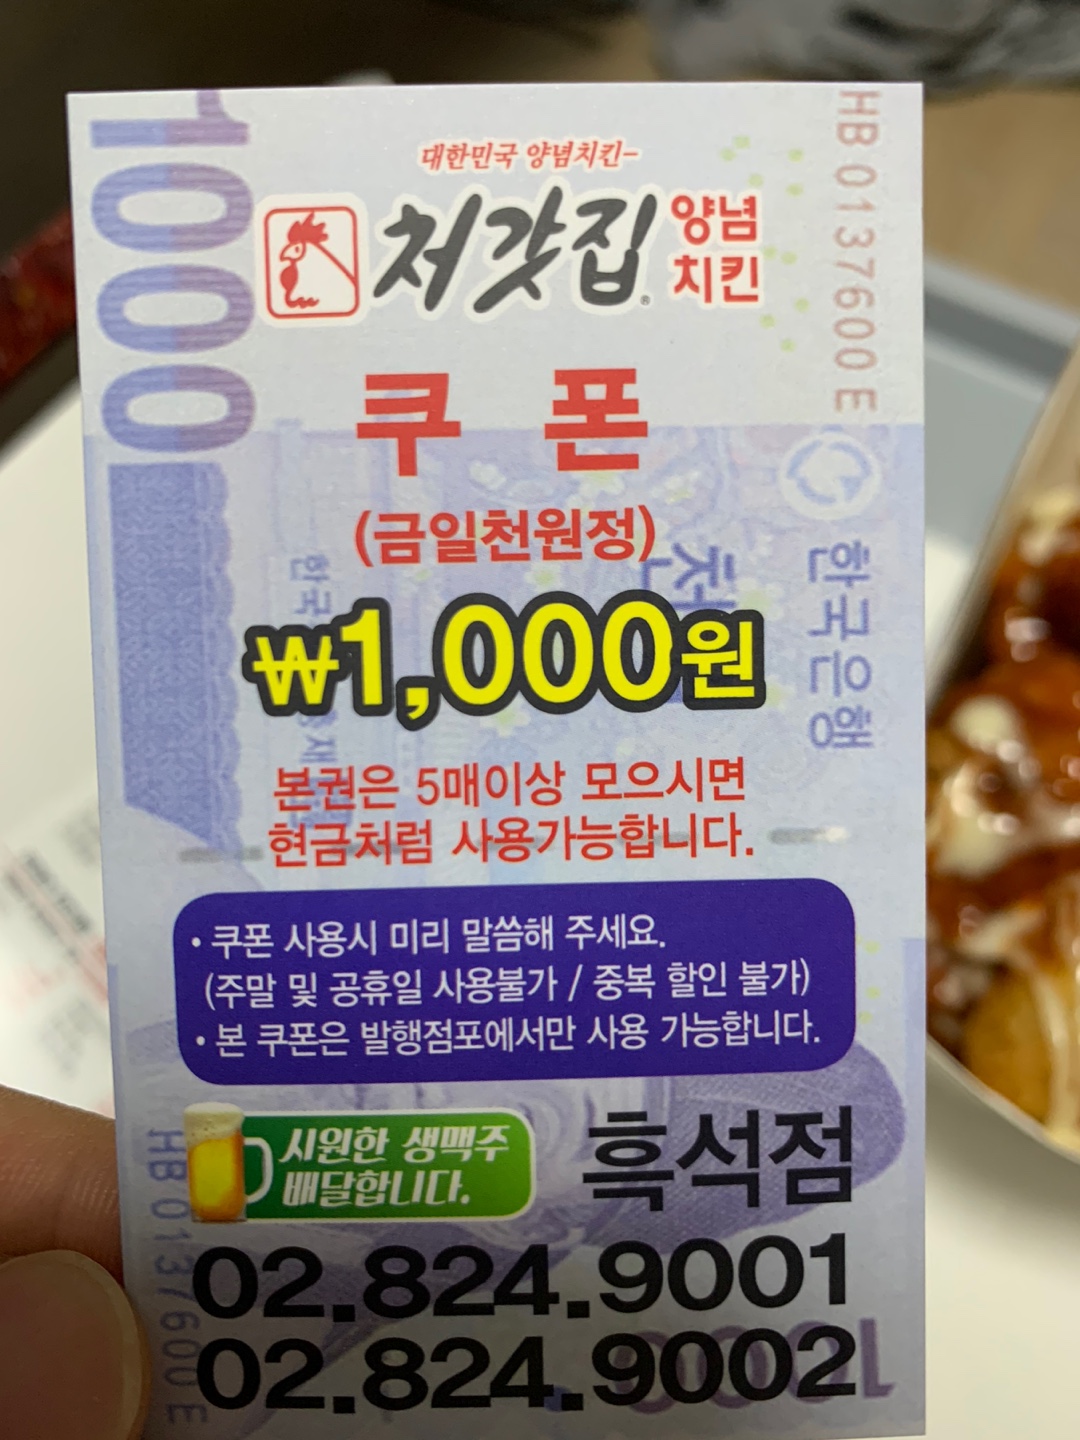 1000
HB 0137600 E
대한민국 양념치킨
처갓집 양념
치킨
쿠 폰
(금일천원정)
한국은행
₩1,000원
본권은 5매이상 모으시면
현금처럼 사용가능합니다.
• 쿠폰 사용시 미리 말씀해 주세요.
(주말 및 공휴일 사용불가 / 중복 할인 불가)
• 본 쿠폰은 발행점포에서만 사용 가능합니다.
시원한 생맥주
배달합니다.
흑석점
HB 0137600 E
02.824.9001
02.824.9002
1000